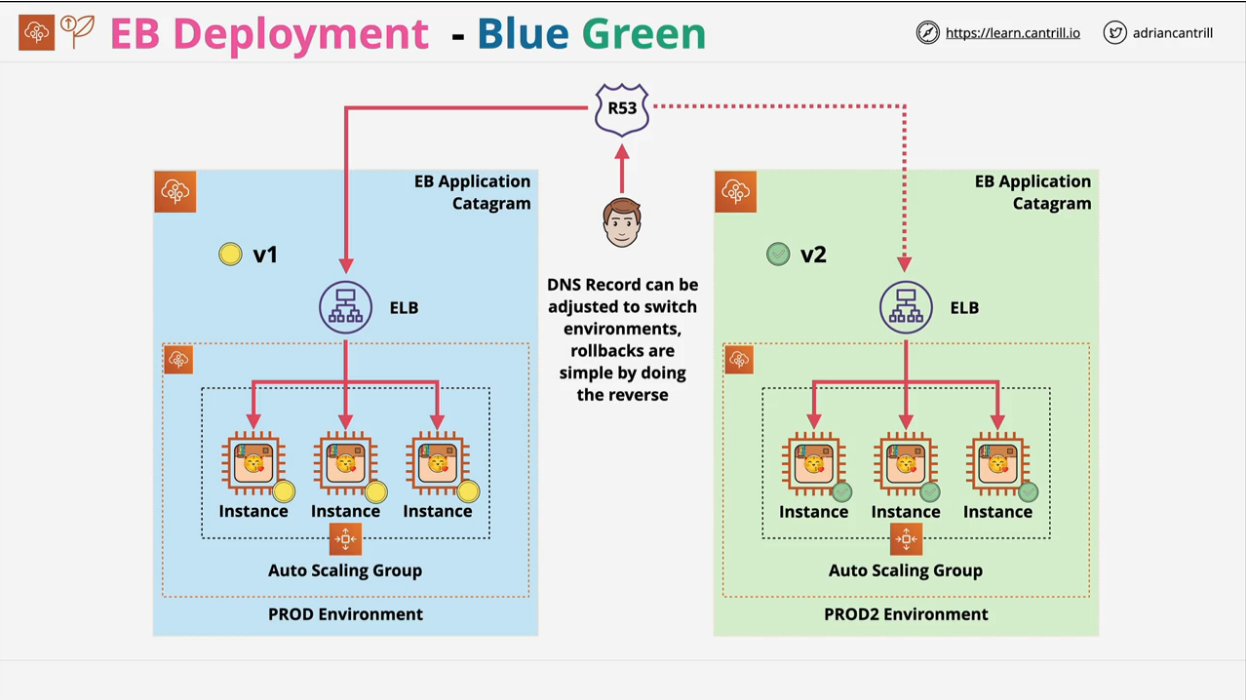 EB Deployment - Blue Green
https://learn.cantrill.io
adriancantrill
R53
EB Application
Catagram
v1
ELB
Instance
Instance
Instance
Auto Scaling Group
PROD Environment
DNS Record can be
adjusted to switch
environments,
rollbacks are
simple by doing
the reverse
EB Application
Catagram
v2
ELB
Instance
Instance
Instance
Auto Scaling Group
PROD2 Environment